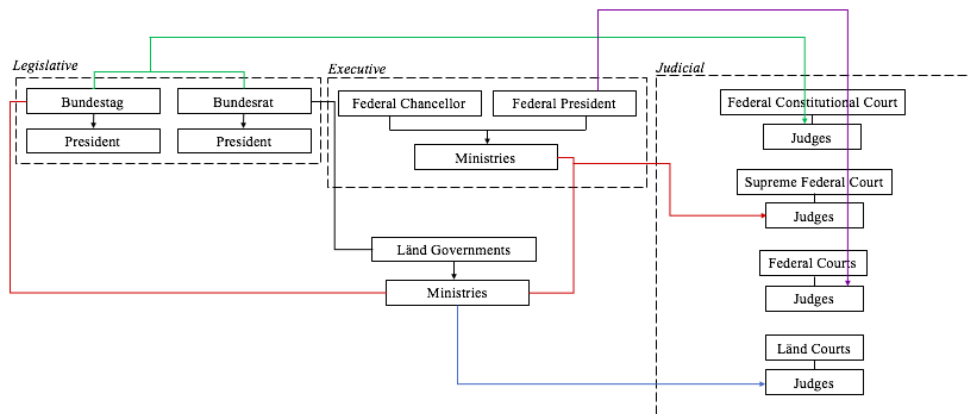 Legislative
Executive
Judicial
Bundestag
Bundesrat
President
President
Federal Chancellor
Federal President
Ministries
Federal Constitutional Court
Judges
Supreme Federal Court
Judges
Länd Governments
Ministries
Federal Courts
Judges
Länd Courts
Judges